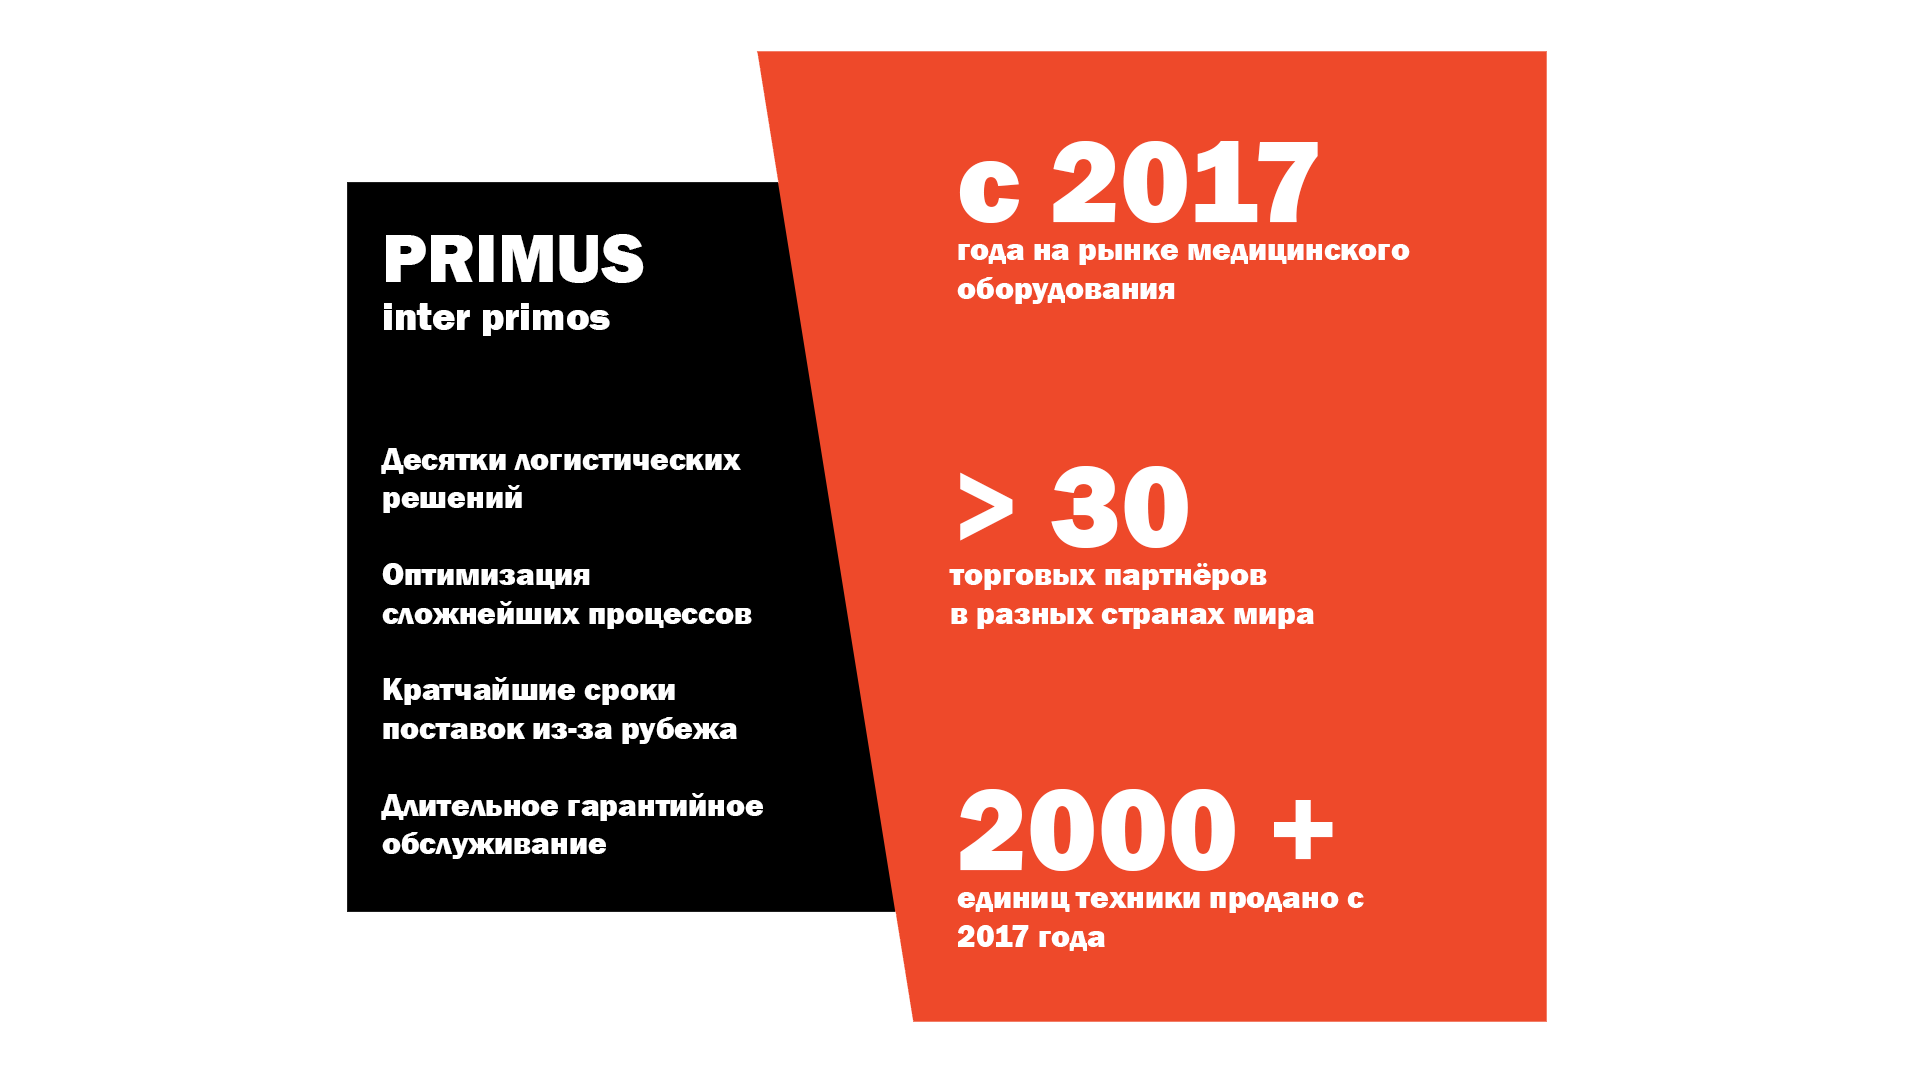 PRIMUS
inter primos
Десятки логистических
решений
Оптимизация
сложнейших процессов
Кратчайшие сроки
поставок из-за рубежа
Длительное гарантийное
обслуживание
с 2017
года на рынке медицинского
оборудования
> 30
торговых партнёров
в разных странах мира
2000 +
единиц техники продано с
2017 года